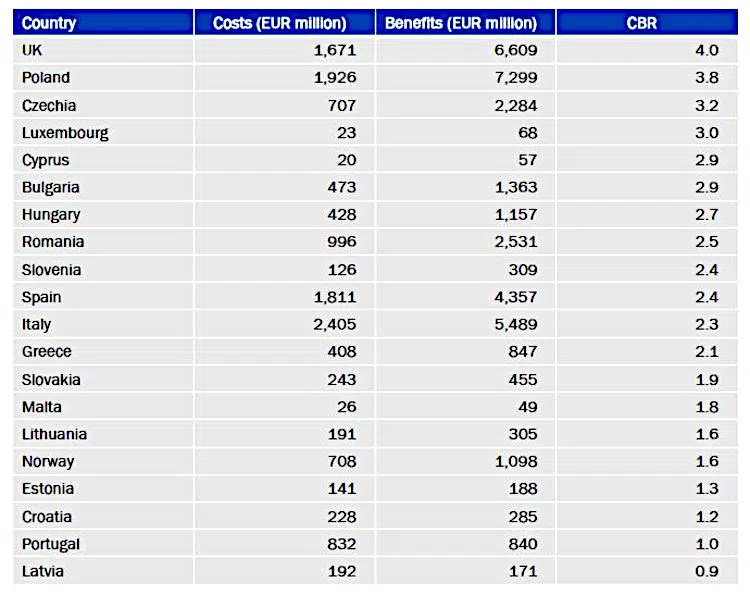 Country Costs (EUR million) Benefits (EUR million) CBR
UK 1,671 6,609 4.0
Poland 1,926 7,299 3.8
Czechia 707 2,284 3.2
Luxembourg 23 68 3.0
Cyprus 20 57 2.9
Bulgaria 473 1,363 2.9
Hungary 428 1,157 2.7
Romania 996 2,531 2.5
Slovenia 126 309 2.4
Spain 1,811 4,357 2.4
Italy 2,405 5,489 2.3
Greece 408 847 2.1
Slovakia 243 455 1.9
Malta 26 49 1.8
Lithuania 191 305 1.6
Norway 708 1,098 1.6
Estonia 141 188 1.3
Croatia 228 285 1.2
Portugal 832 840 1.0
Latvia 192 171 0.9